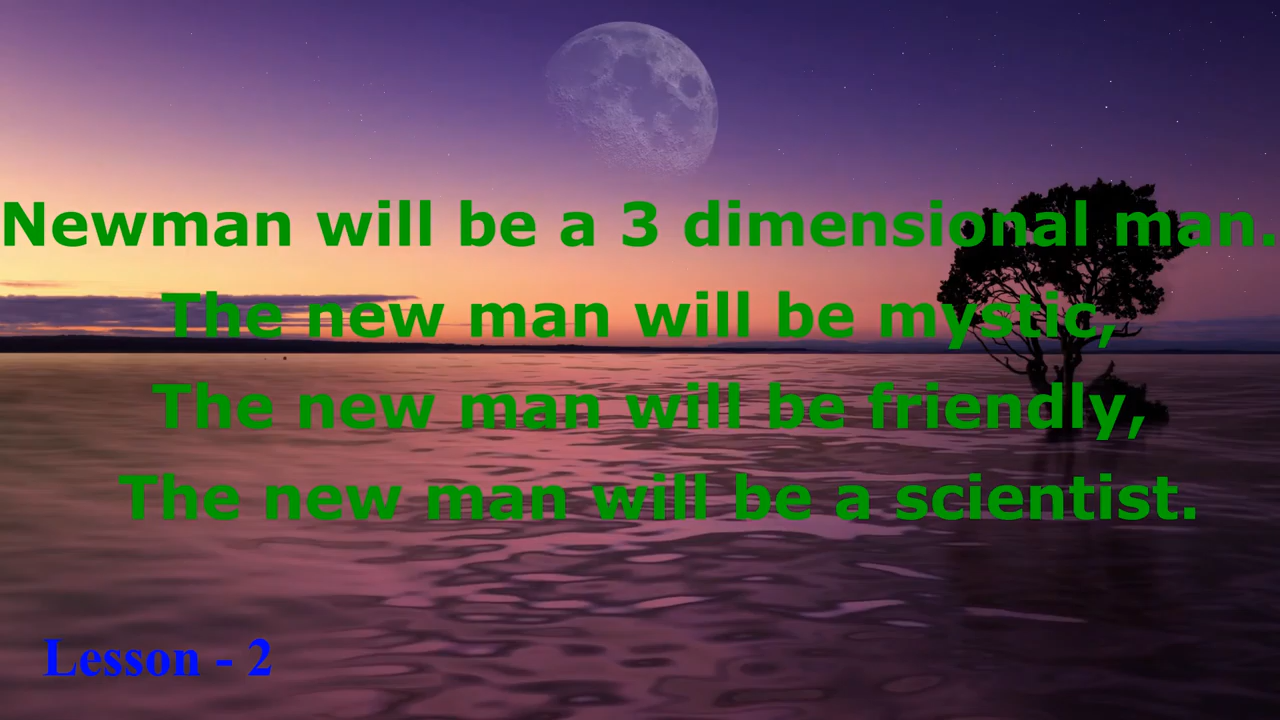 Newman will be a 3 dimensional man.
The new man will be mystic,
The new man will be friendly,
The new man will be a scientist.
Lesson - 2